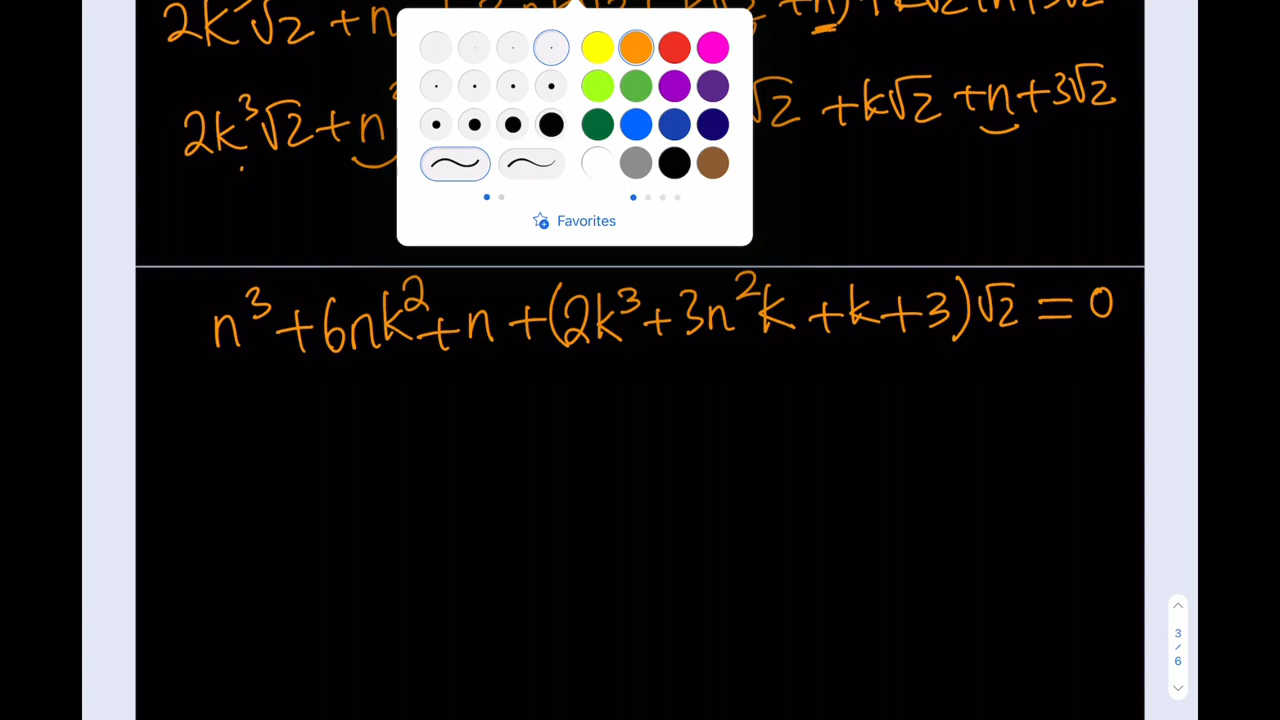 2k³√2 + n
2k³√2 + n √2 + k√2 + n + 3√2
Favorites
n³ + 6nk² + n + (2k³ + 3n²k + k + 3)√2 = 0
3
/
6